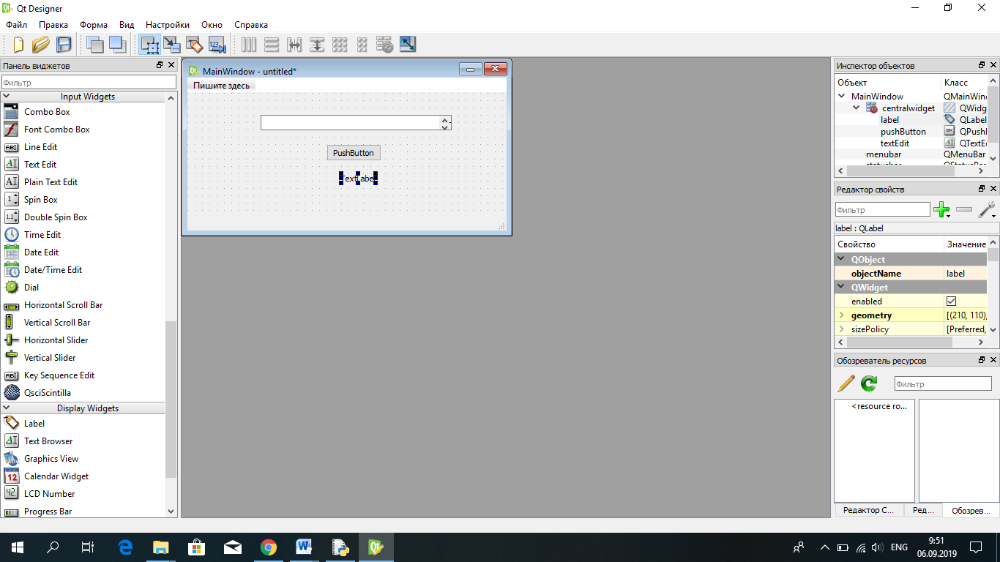 Qt Designer
Файл Правка Форма Вид Настройки Окно Справка
Панель виджетов
Фильтр
Input Widgets
Combo Box
Font Combo Box
Line Edit
Text Edit
Plain Text Edit
Spin Box
Double Spin Box
Time Edit
Date Edit
Date/Time Edit
Dial
Horizontal Scroll Bar
Vertical Scroll Bar
Horizontal Slider
Vertical Slider
Key Sequence Edit
QsciScintilla
Display Widgets
Label
Text Browser
Graphics View
Calendar Widget
LCD Number
Progress Bar
MainWindow - untitled*
Пишите здесь
PushButton
TextLabel
Инспектор объектов
Объект Класс
MainWindow QMainWin
centralwidget QWidg
label QLabel
pushButton QPushI
textEdit QTextE
menubar QMenuBar
statusbar QStatusBar
Редактор свойств
Фильтр
label : QLabel
Свойство Значение
QObject
objectName label
QWidget
enabled
geometry [(210, 110),
sizePolicy [Preferred,
Обозреватель ресурсов
Фильтр
<resource ro...
Редактор С... Ред... Обозрев...
ENG
9:51
06.09.2019